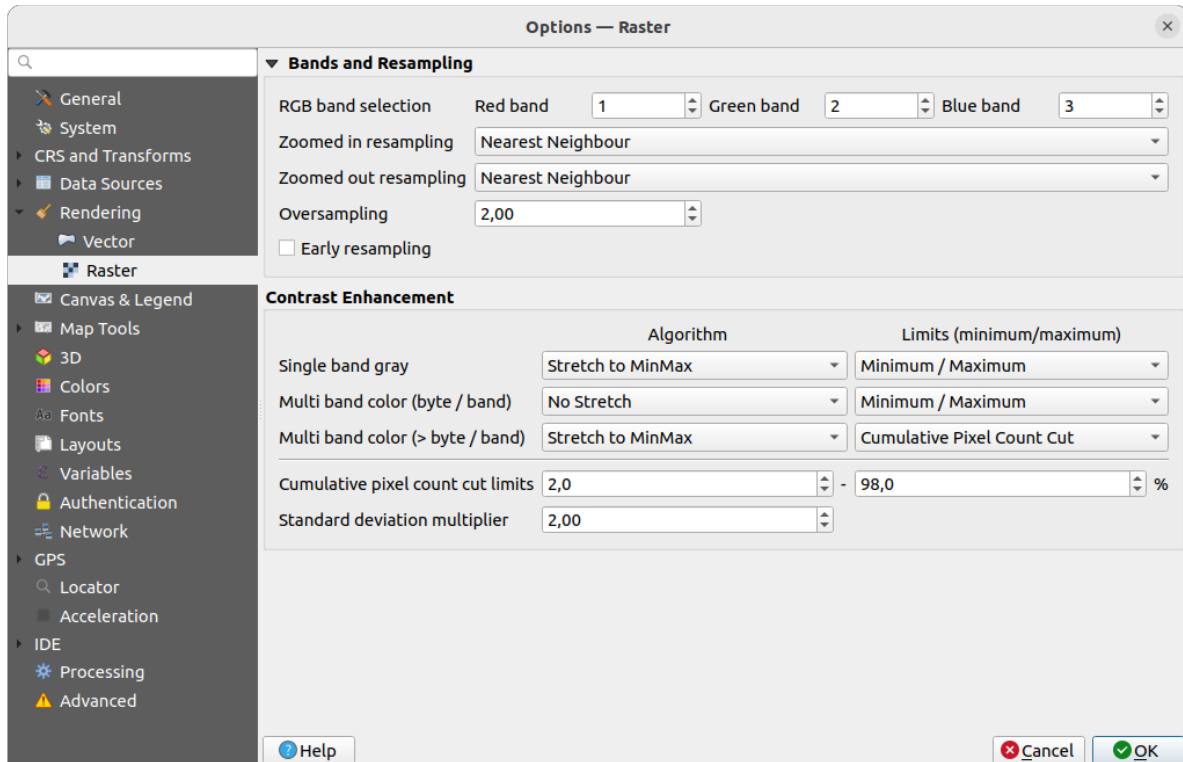 Options — Raster
General
System
CRS and Transforms
Data Sources
Rendering
Vector
Raster
Canvas & Legend
Map Tools
3D
Colors
Aa Fonts
Layouts
ε Variables
Authentication
Network
GPS
Locator
Acceleration
IDE
Processing
Advanced
Bands and Resampling
RGB band selection Red band 1 Green band 2 Blue band 3
Zoomed in resampling Nearest Neighbour
Zoomed out resampling Nearest Neighbour
Oversampling 2,00
Early resampling
Contrast Enhancement
Algorithm Limits (minimum/maximum)
Single band gray Stretch to MinMax Minimum / Maximum
Multi band color (byte / band) No Stretch Minimum / Maximum
Multi band color (> byte / band) Stretch to MinMax Cumulative Pixel Count Cut
Cumulative pixel count cut limits 2,0 - 98,0 %
Standard deviation multiplier 2,00
?Help Cancel OK